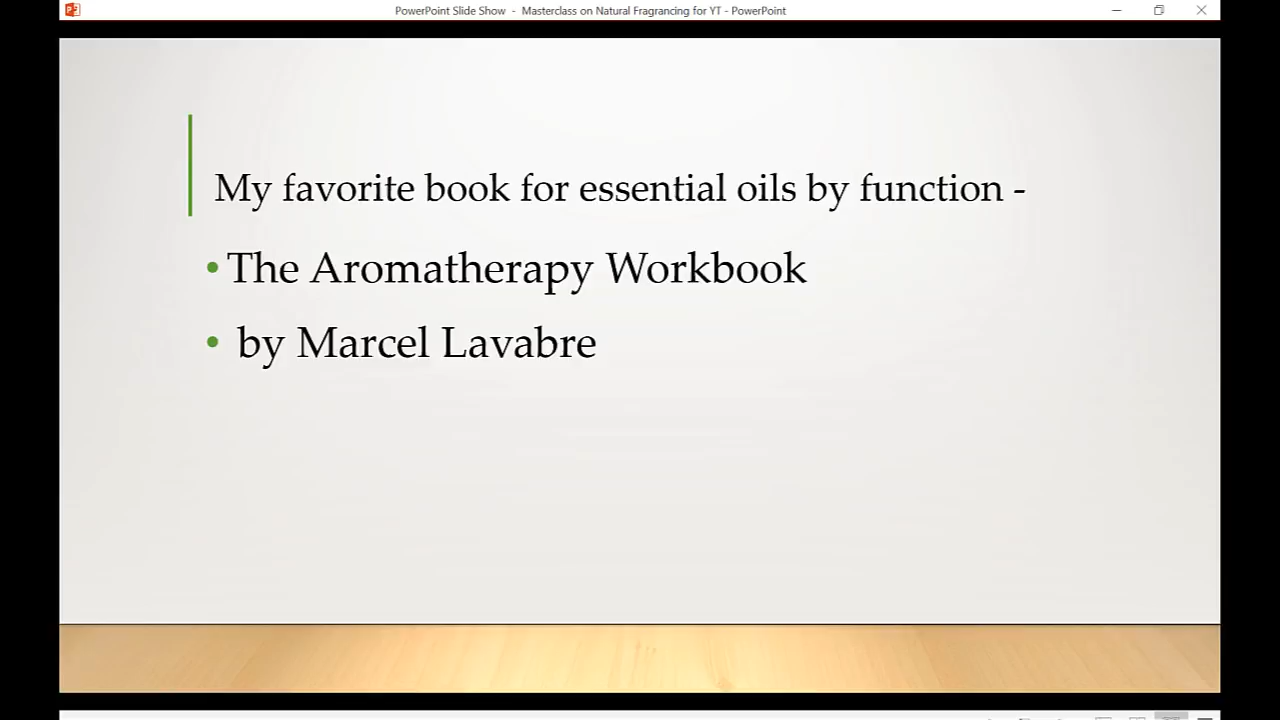 PowerPoint Slide Show - Masterclass on Natural Fragrancing for YT - PowerPoint
My favorite book for essential oils by function -
• The Aromatherapy Workbook
• by Marcel Lavabre